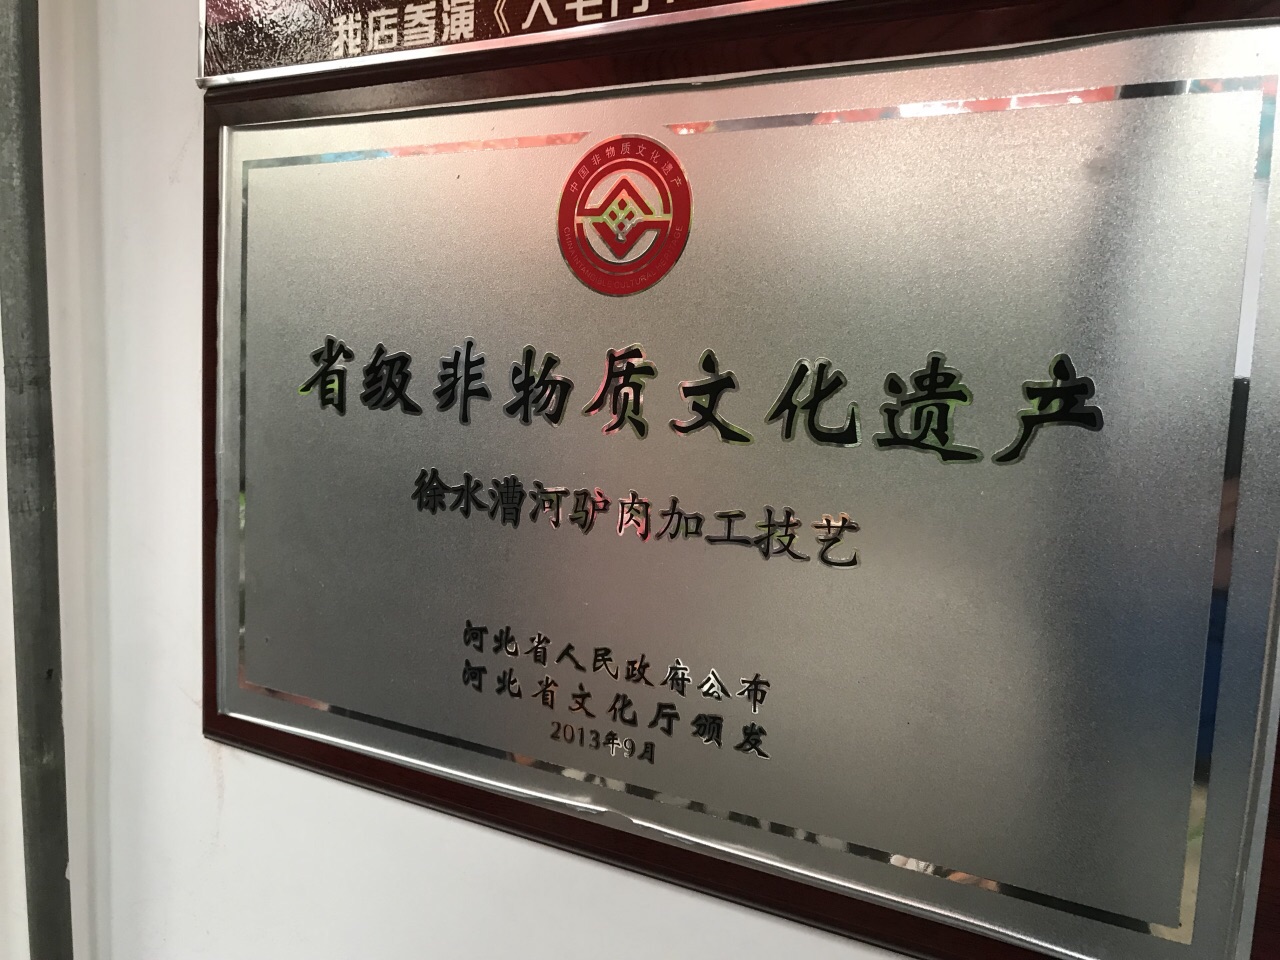 我店参演《
中国非物质文化遗产
省级非物质文化遗产
徐水漕河驴肉加工技艺
河北省人民政府公布
河北省文化厅颁发
2013年9月